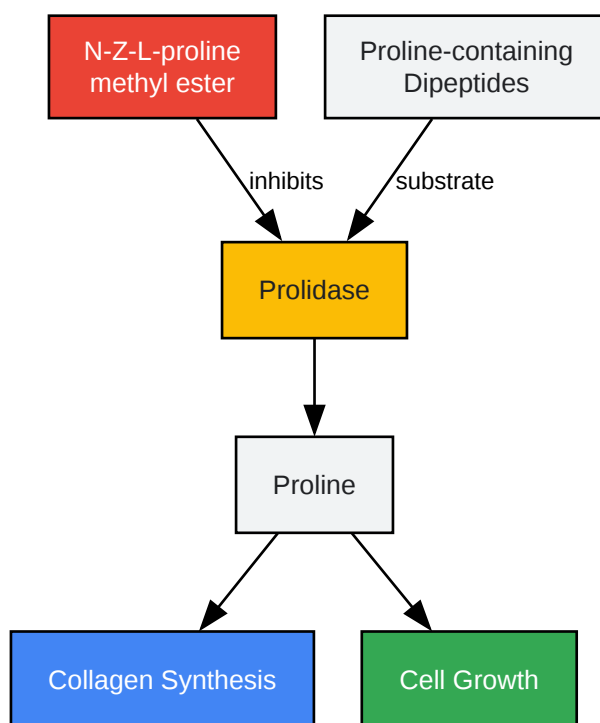 N-Z-L-proline
methyl ester
Proline-containing
Dipeptides
inhibits
substrate
Prolidase
Proline
Collagen Synthesis
Cell Growth